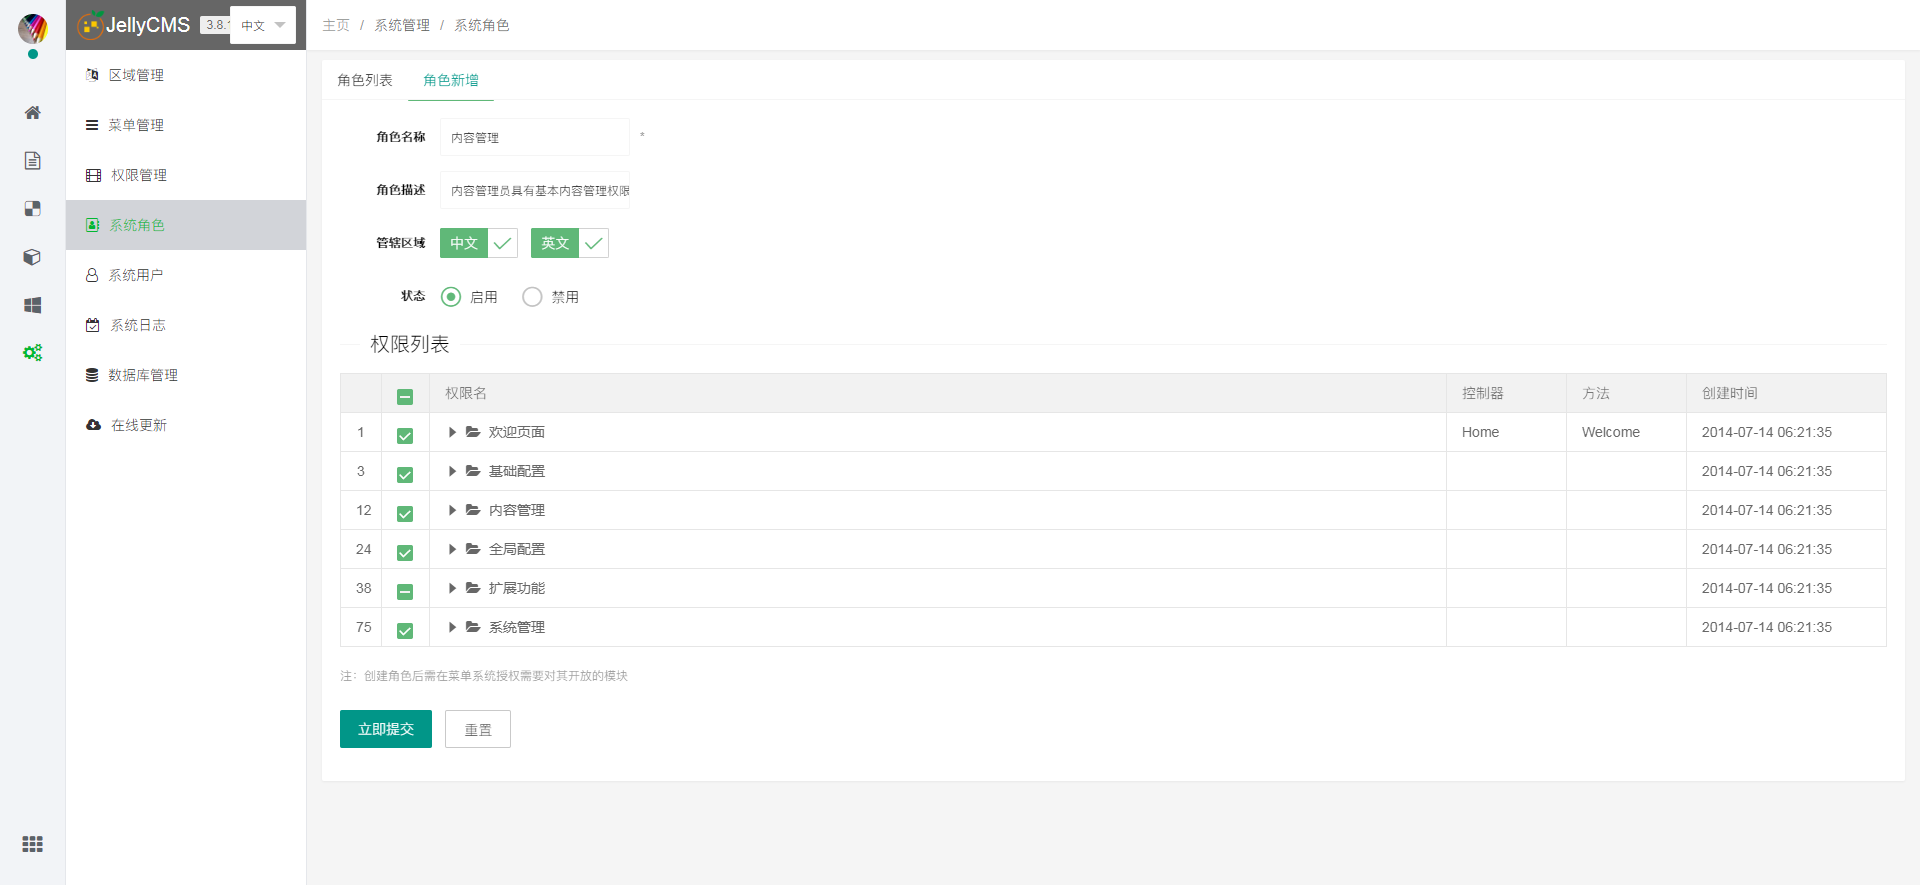 JellyCMS 3.8. 中文
主页 / 系统管理 / 系统角色
区域管理
菜单管理
权限管理
系统角色
系统用户
系统日志
数据库管理
在线更新
角色列表 角色新增
角色名称 内容管理 *
角色描述 内容管理员具有基本内容管理权限
管辖区域 中文 英文
状态 启用 禁用
权限列表
权限名 控制器 方法 创建时间
1 欢迎页面 Home Welcome 2014-07-14 06:21:35
3 基础配置 2014-07-14 06:21:35
12 内容管理 2014-07-14 06:21:35
24 全局配置 2014-07-14 06:21:35
38 扩展功能 2014-07-14 06:21:35
75 系统管理 2014-07-14 06:21:35
注：创建角色后需在菜单系统授权需要对其开放的模块
立即提交 重置